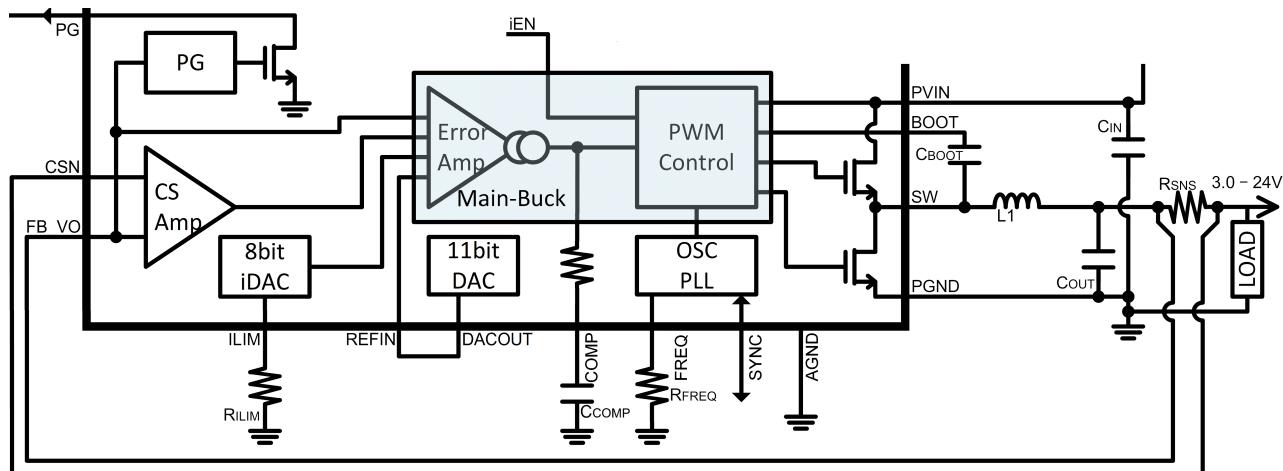 iEN
PG
PG
PVIN
BOOT
CIN
CBOOT
Error
Amp
PWM
Control
Main-Buck
CSN
CS
Amp
RSNS
3.0 – 24V
SW
L1
FB VO
8bit
iDAC
11bit
DAC
OSC
PLL
COUT
LOAD
PGND
ILIM
REFIN
DACOUT
COMP
FREQ
SYNC
AGND
RILIM
CCOMP
RFREQ